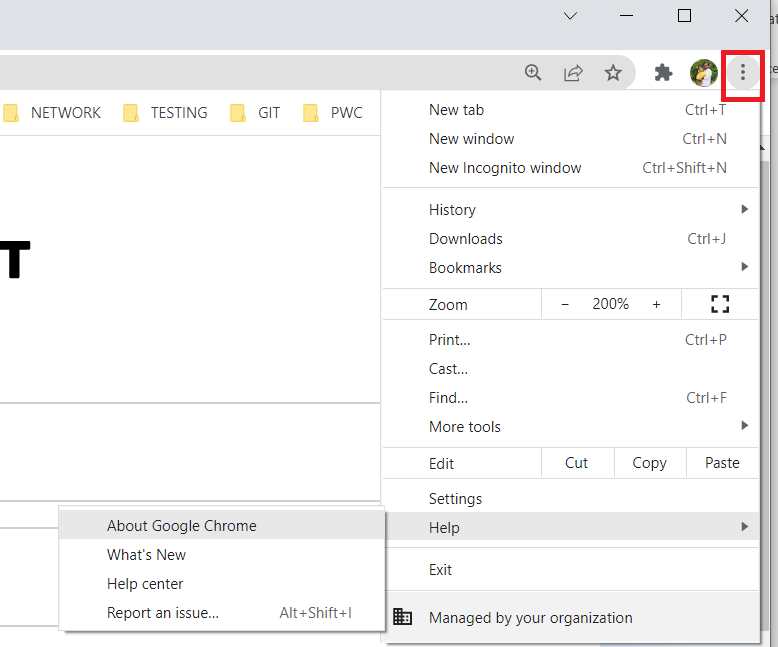 NETWORK TESTING GIT PWC
T
New tab Ctrl+T
New window Ctrl+N
New Incognito window Ctrl+Shift+N
History
Downloads Ctrl+J
Bookmarks
Zoom − 200% +
Print... Ctrl+P
Cast...
Find... Ctrl+F
More tools
Edit Cut Copy Paste
Settings
Help
About Google Chrome
What's New
Help center
Report an issue... Alt+Shift+I
Exit
Managed by your organization